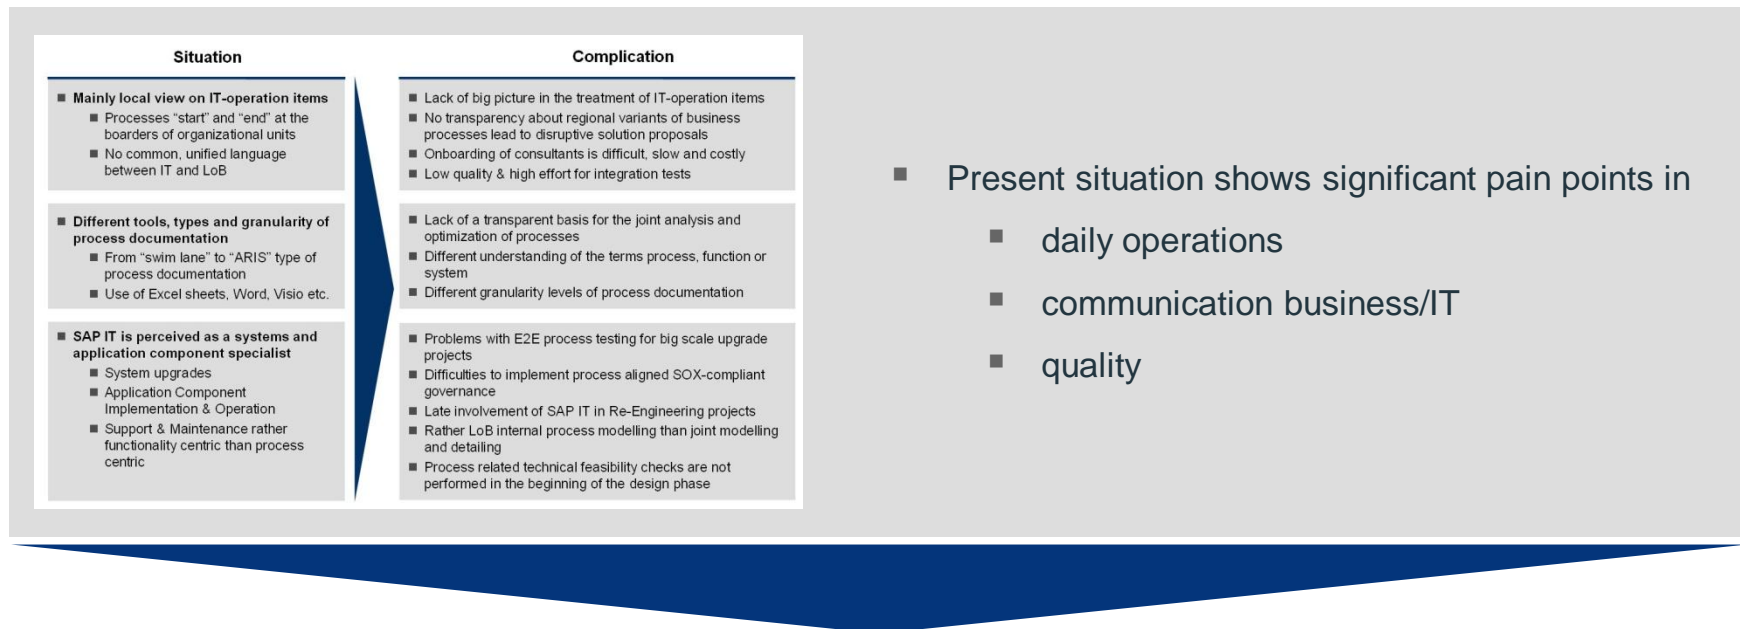 Situation
■ Mainly local view on IT-operation items
■ Processes “start” and “end” at the
boarders of organizational units
■ No common, unified language
between IT and LoB
■ Different tools, types and granularity of
process documentation
■ From “swim lane” to “ARIS” type of
process documentation
■ Use of Excel sheets, Word, Visio etc.
■ SAP IT is perceived as a systems and
application component specialist
■ System upgrades
■ Application Component
Implementation & Operation
■ Support & Maintenance rather
functionality centric than process
centric
Complication
■ Lack of big picture in the treatment of IT-operation items
■ No transparency about regional variants of business
processes lead to disruptive solution proposals
■ Onboarding of consultants is difficult, slow and costly
■ Low quality & high effort for integration tests
■ Lack of a transparent basis for the joint analysis and
optimization of processes
■ Different understanding of the terms process, function or
system
■ Different granularity levels of process documentation
■ Problems with E2E process testing for big scale upgrade
projects
■ Difficulties to implement process aligned SOX-compliant
governance
■ Late involvement of SAP IT in Re-Engineering projects
■ Rather LoB internal process modelling than joint modelling
and detailing
■ Process related technical feasibility checks are not
performed in the beginning of the design phase
■ Present situation shows significant pain points in
■ daily operations
■ communication business/IT
■ quality